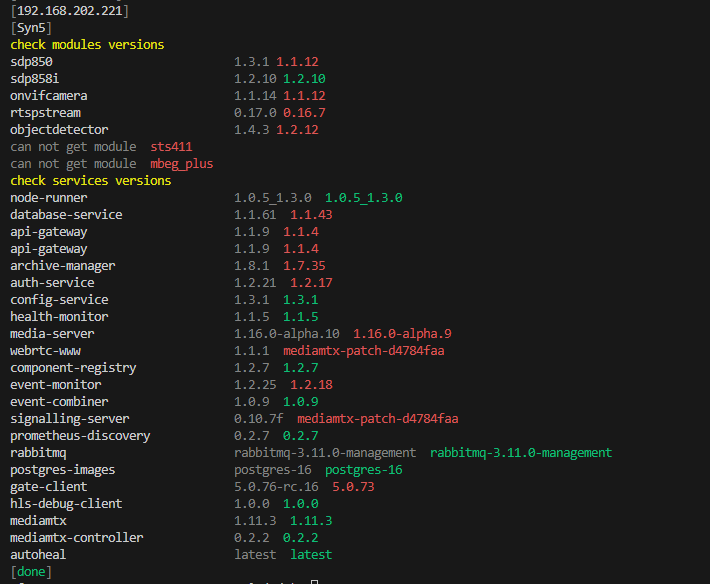 [192.168.202.221]
[Syn5]
check modules versions
sdp850 1.3.1 1.1.12
sdp858i 1.2.10 1.2.10
onvifcamera 1.1.14 1.1.12
rtspstream 0.17.0 0.16.7
objectdetector 1.4.3 1.2.12
can not get module sts411
can not get module mbeg_plus
check services versions
node-runner 1.0.5_1.3.0 1.0.5_1.3.0
database-service 1.1.61 1.1.43
api-gateway 1.1.9 1.1.4
api-gateway 1.1.9 1.1.4
archive-manager 1.8.1 1.7.35
auth-service 1.2.21 1.2.17
config-service 1.3.1 1.3.1
health-monitor 1.1.5 1.1.5
media-server 1.16.0-alpha.10 1.16.0-alpha.9
webrtc-www 1.1.1 mediamtx-patch-d4784faa
component-registry 1.2.7 1.2.7
event-monitor 1.2.25 1.2.18
event-combiner 1.0.9 1.0.9
signalling-server 0.10.7f mediamtx-patch-d4784faa
prometheus-discovery 0.2.7 0.2.7
rabbitmq rabbitmq-3.11.0-management rabbitmq-3.11.0-management
postgres-images postgres-16 postgres-16
gate-client 5.0.76-rc.16 5.0.73
hls-debug-client 1.0.0 1.0.0
mediamtx 1.11.3 1.11.3
mediamtx-controller 0.2.2 0.2.2
autoheal latest latest
[done]